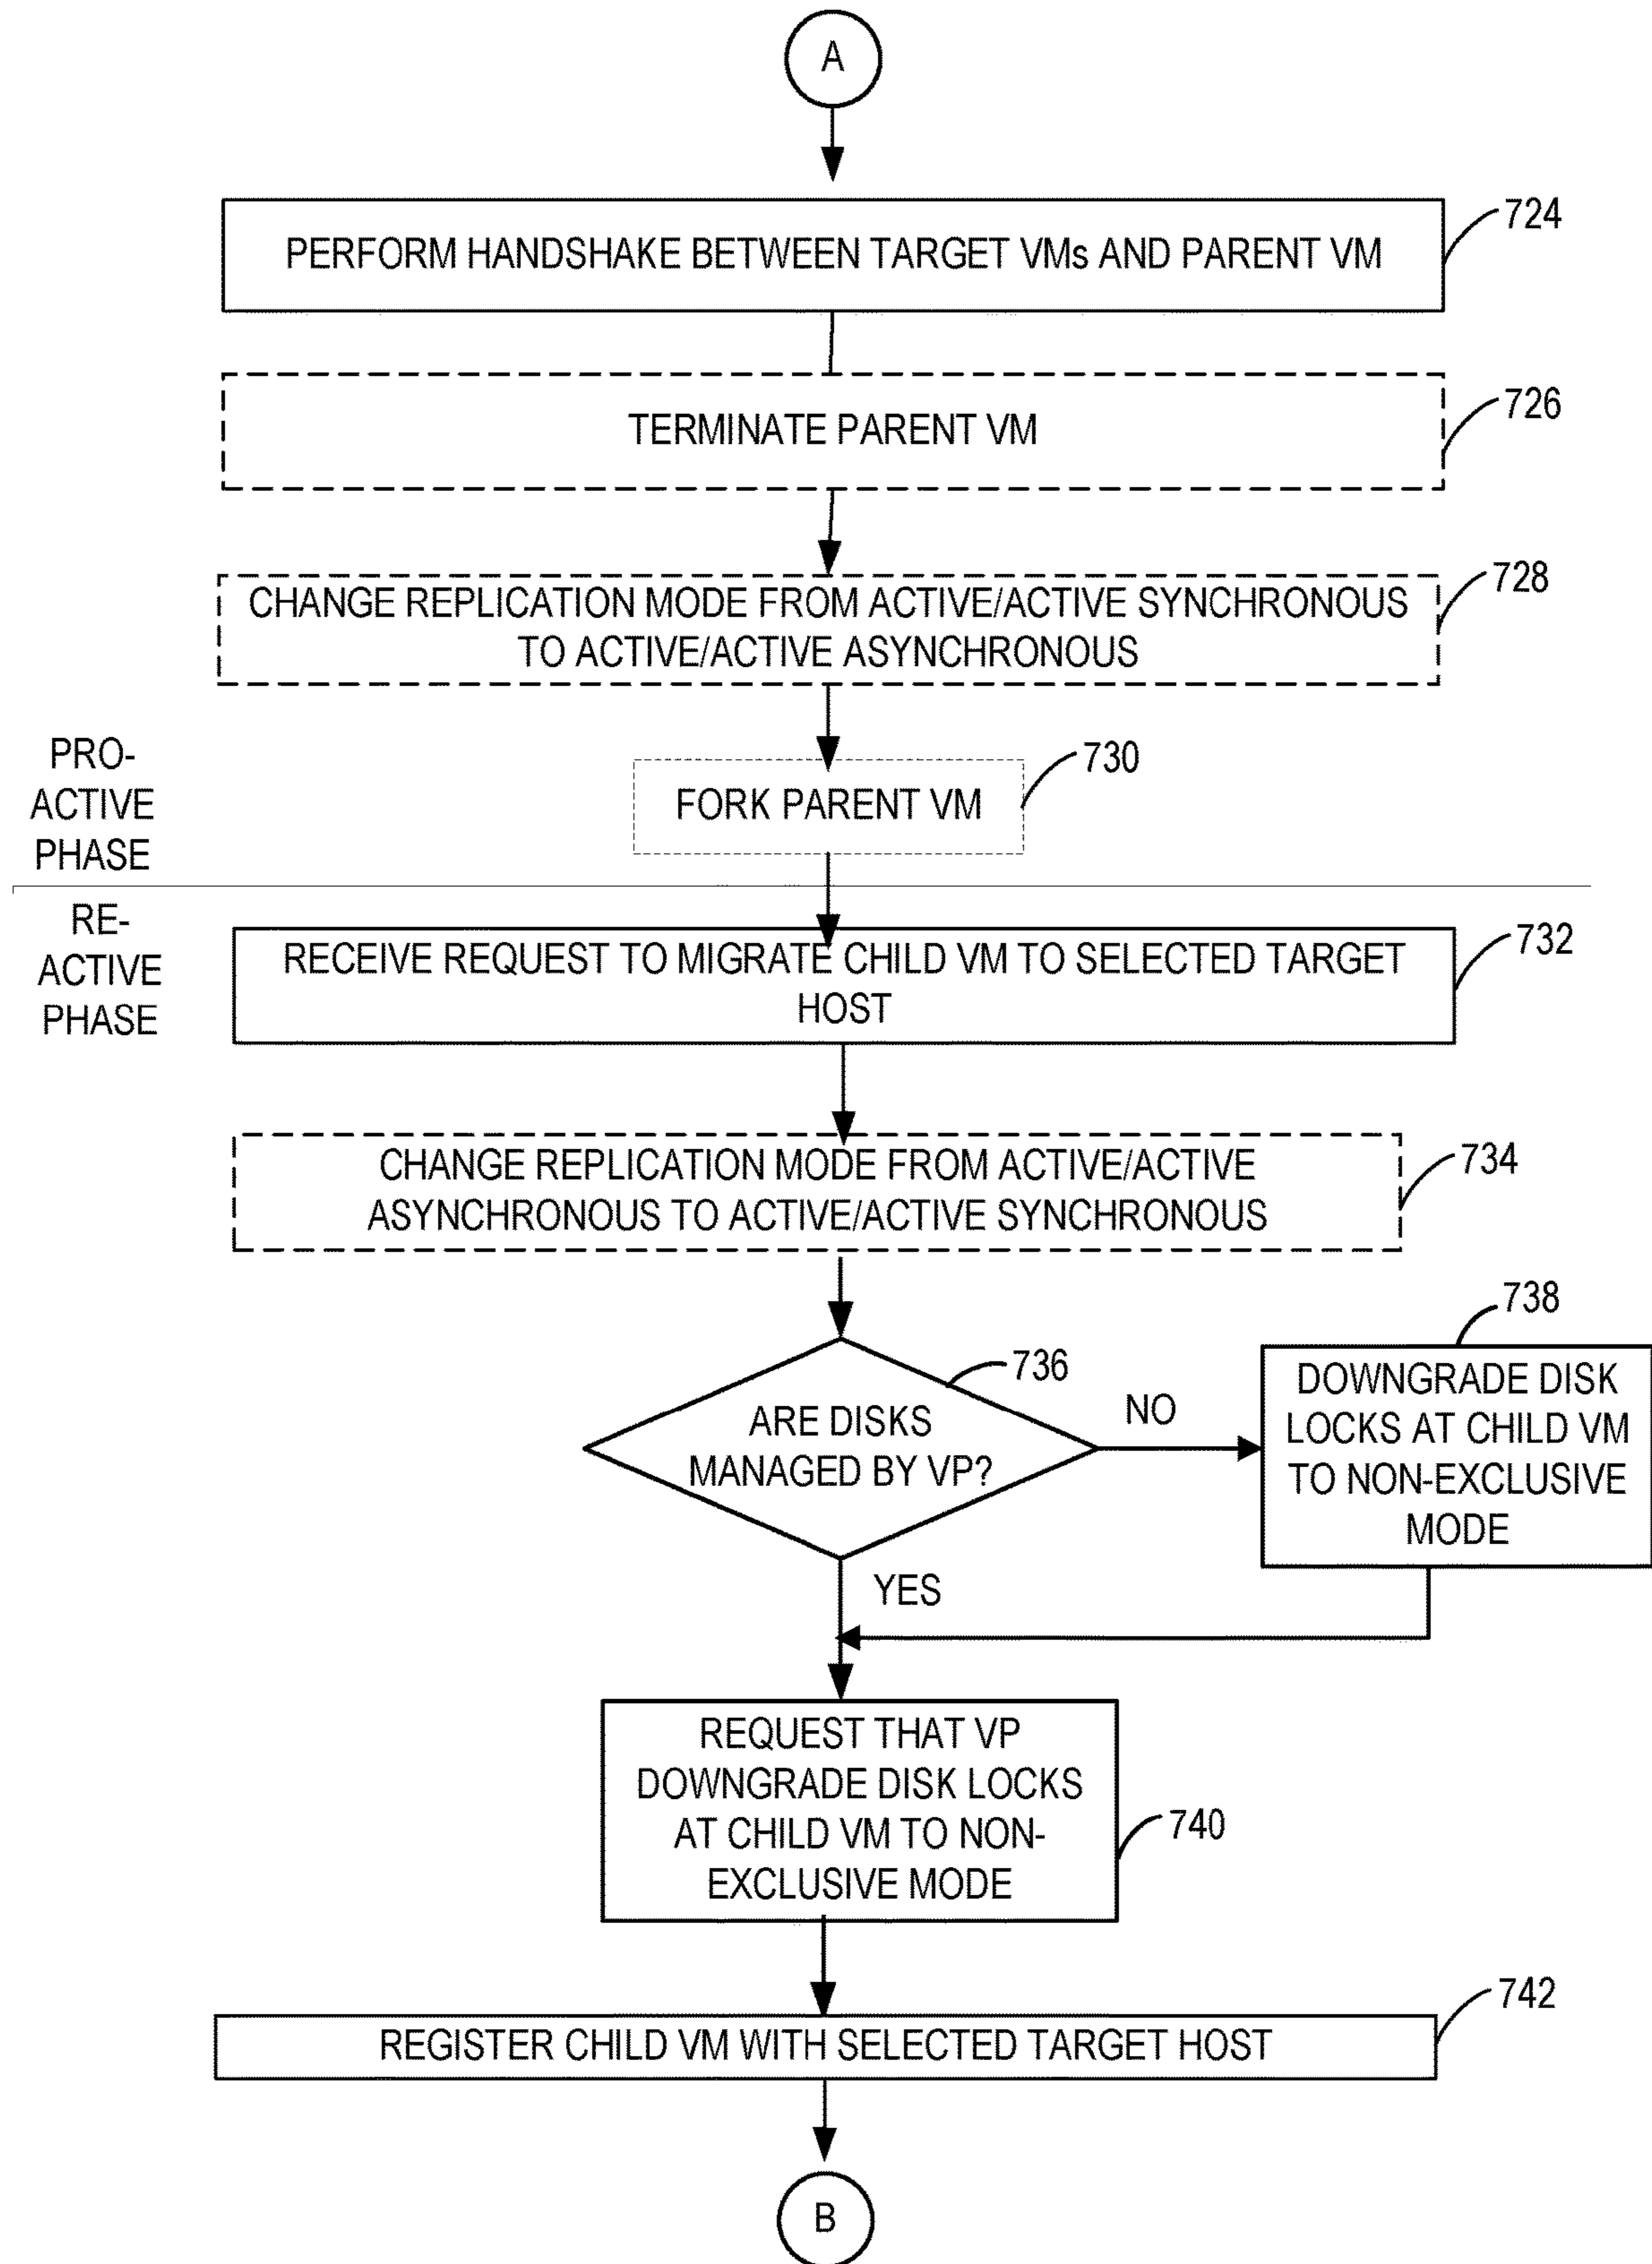 A
PERFORM HANDSHAKE BETWEEN TARGET VMs AND PARENT VM
724
TERMINATE PARENT VM
726
CHANGE REPLICATION MODE FROM ACTIVE/ACTIVE SYNCHRONOUS
TO ACTIVE/ACTIVE ASYNCHRONOUS
728
PRO-
ACTIVE
PHASE
FORK PARENT VM
730
RE-
ACTIVE
PHASE
RECEIVE REQUEST TO MIGRATE CHILD VM TO SELECTED TARGET
HOST
732
CHANGE REPLICATION MODE FROM ACTIVE/ACTIVE
ASYNCHRONOUS TO ACTIVE/ACTIVE SYNCHRONOUS
734
ARE DISKS
MANAGED BY VP?
736
NO
738
DOWNGRADE DISK
LOCKS AT CHILD VM
TO NON-EXCLUSIVE
MODE
YES
REQUEST THAT VP
DOWNGRADE DISK LOCKS
AT CHILD VM TO NON-
EXCLUSIVE MODE
740
REGISTER CHILD VM WITH SELECTED TARGET HOST
742
B